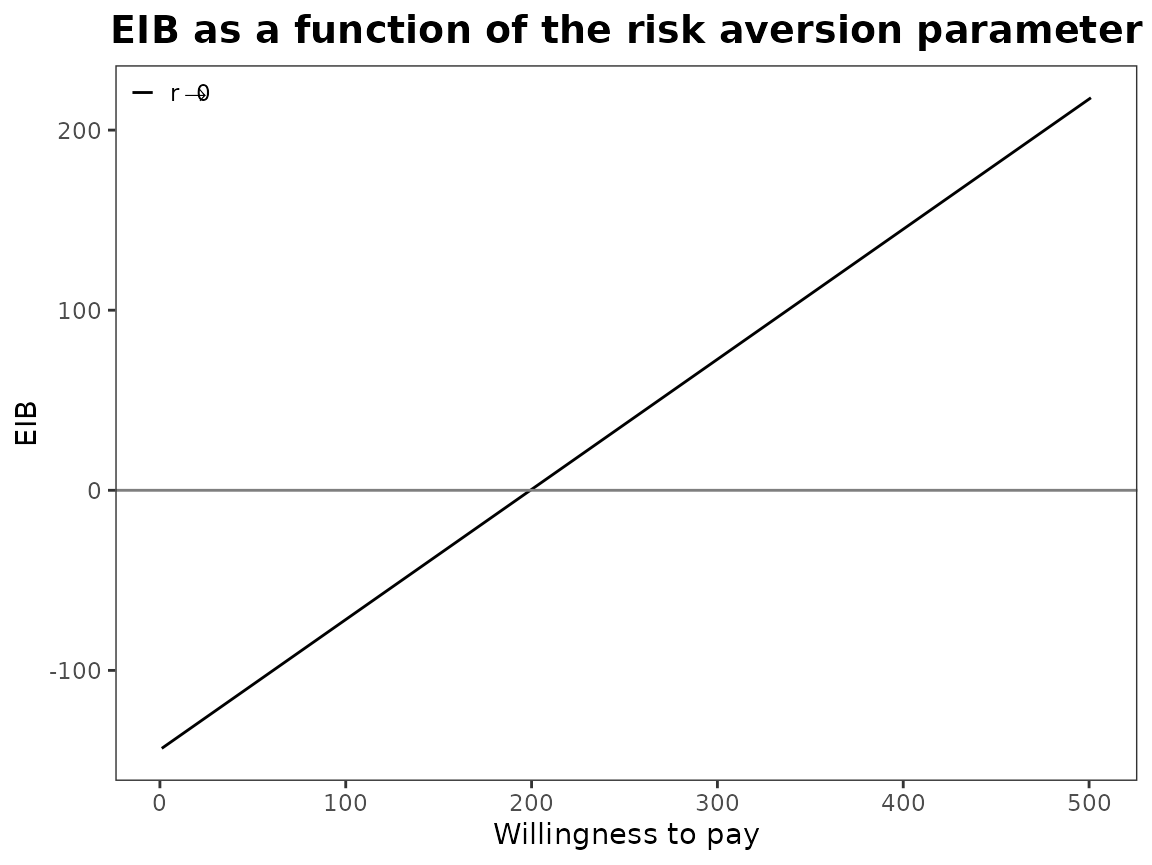 EIB as a function of the risk aversion parameter
r → 0
200
100
0
-100
EIB
0 100 200 300 400 500
Willingness to pay